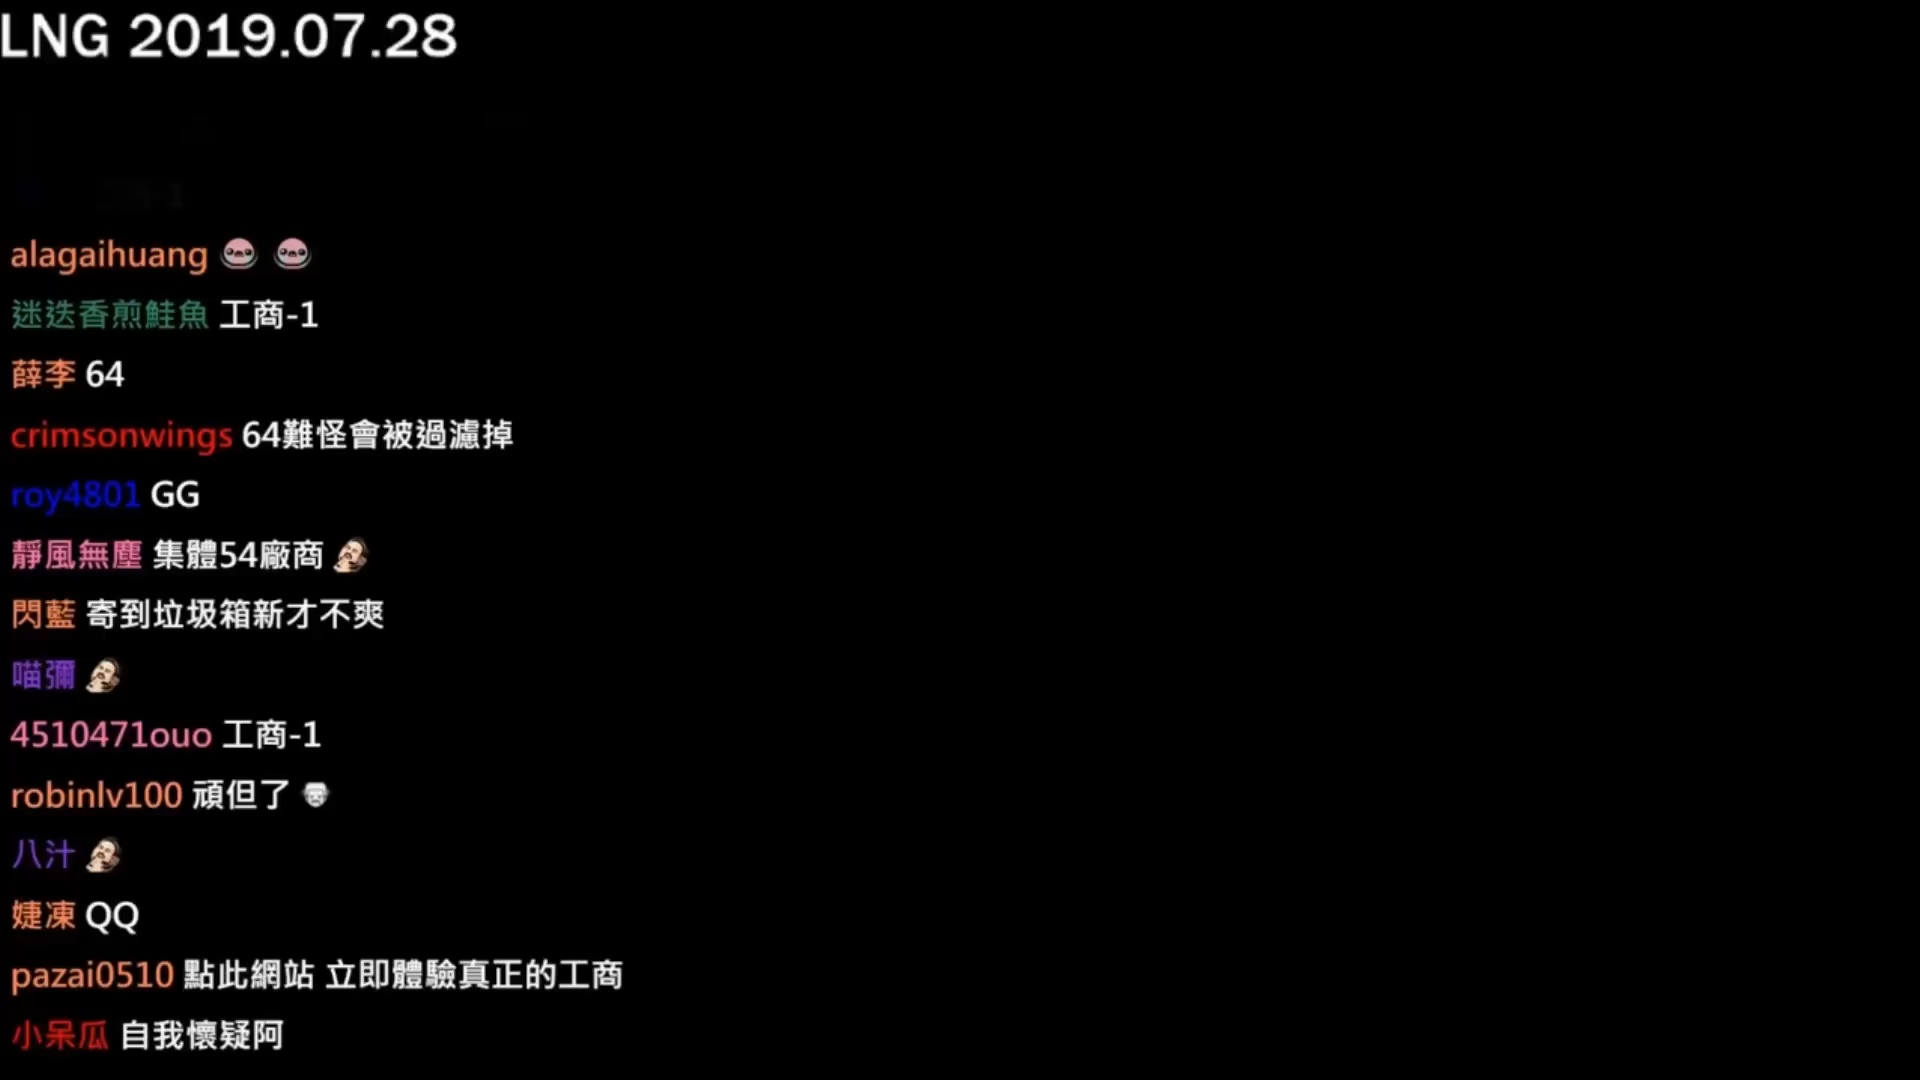 LNG 2019.07.28
alagaihuang
迷迭香煎鮭魚 工商-1
薛李 64
crimsonwings 64難怪會被過濾掉
roy4801 GG
靜風無塵 集體54廠商
閃藍 寄到垃圾箱新才不爽
喵彌
4510471ouo 工商-1
robinlv100 頑但了
八汁
婕凍 QQ
pazai0510 點此網站 立即體驗真正的工商
小呆瓜 自我懷疑阿